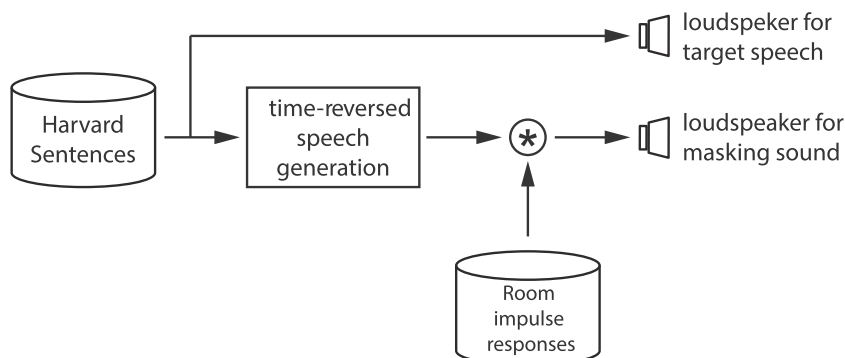 loudspeker for
target speech
Harvard
Sentences
time-reversed
speech
generation
*
loudspeaker for
masking sound
Room
impulse
responses